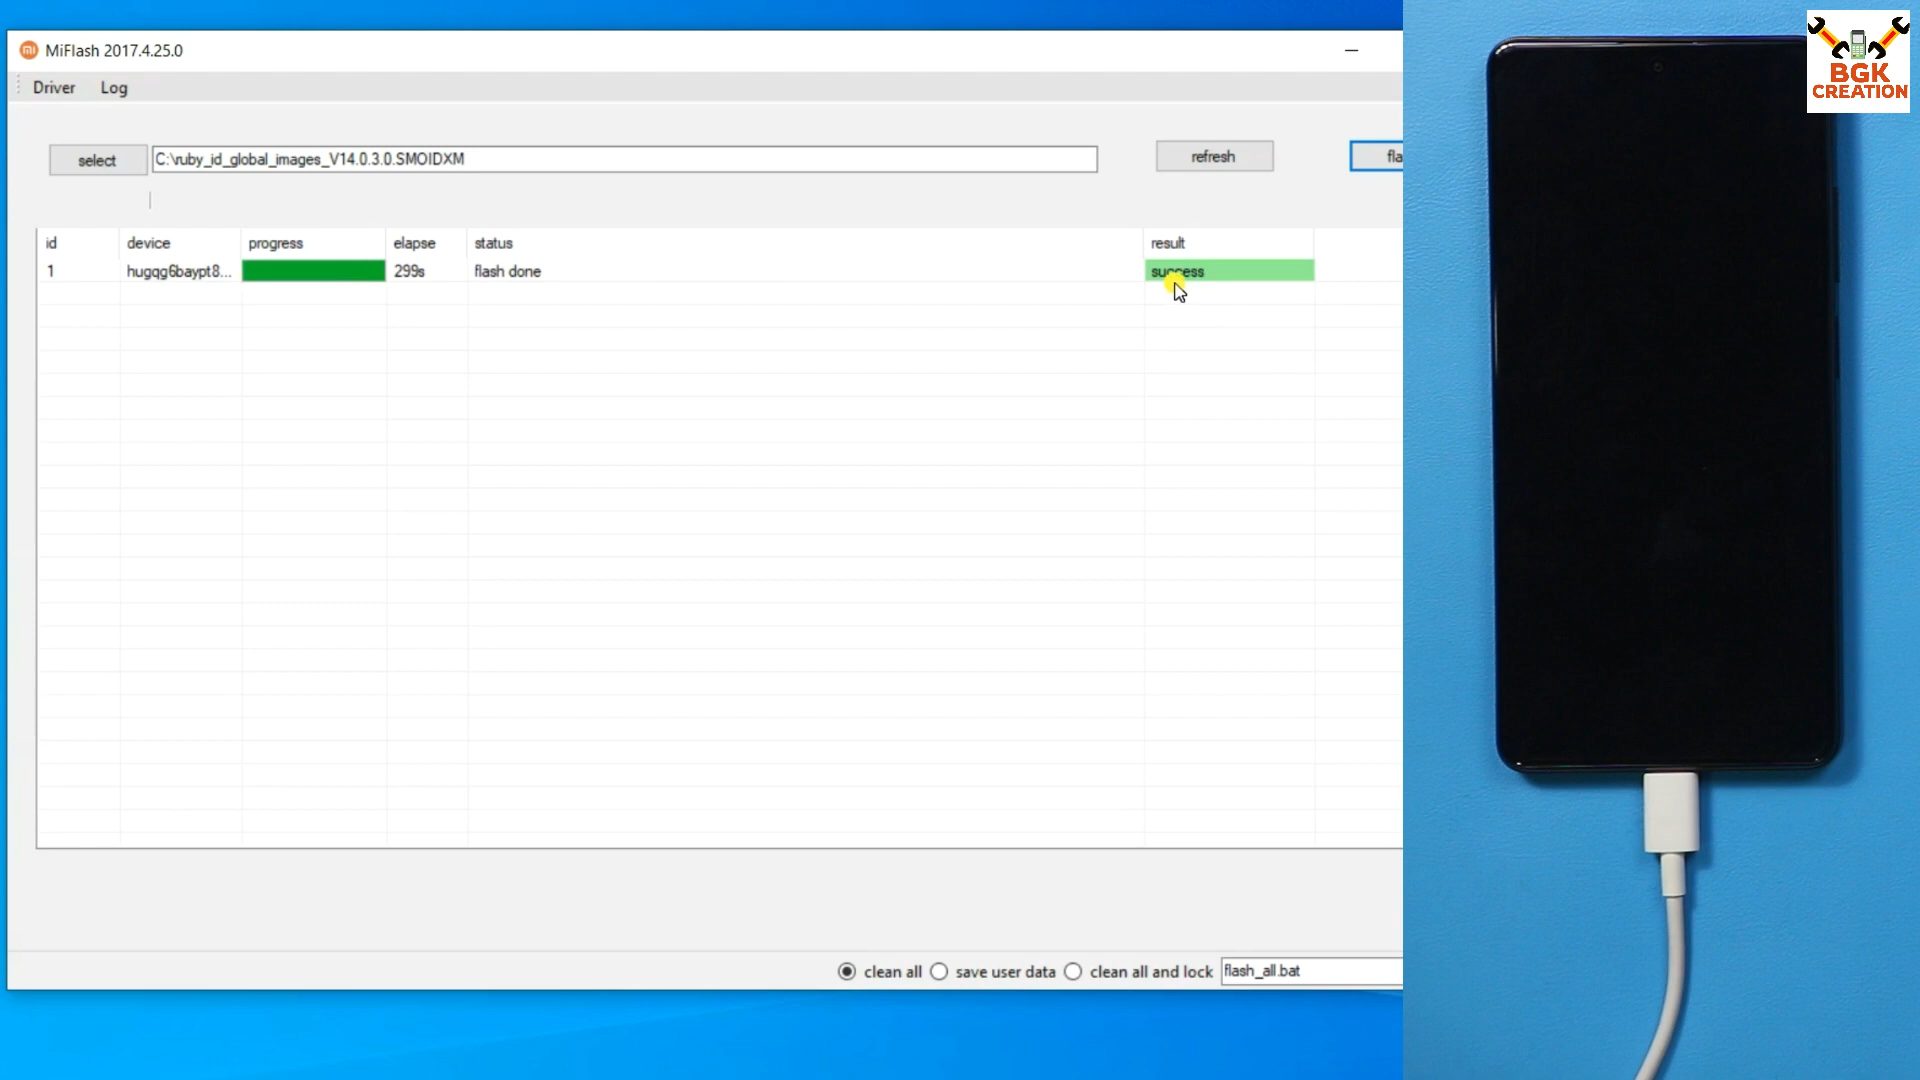 MiFlash 2017.4.25.0
Driver Log
select C:\ruby_id_global_images_V14.0.3.0.SMOIDXM refresh fla
id device progress elapse status result
1 hugqg6baypt8... 299s flash done success
clean all save user data clean all and lock flash_all.bat
BGK
CREATION